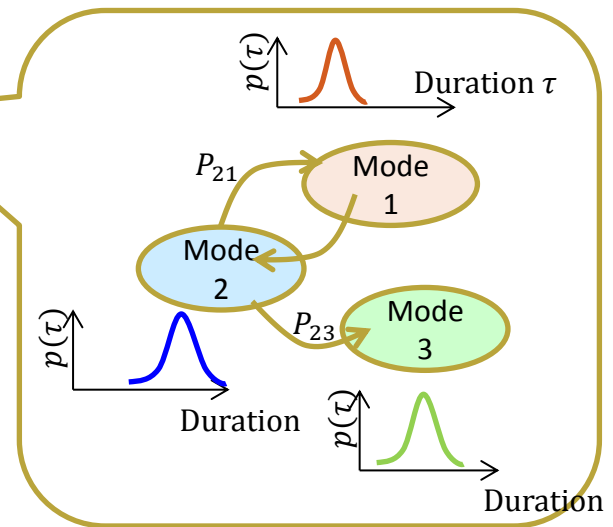 p(τ)
Duration τ
P₂₁
Mode
1
Mode
2
P₂₃
Mode
3
p(τ)
Duration
p(τ)
Duration